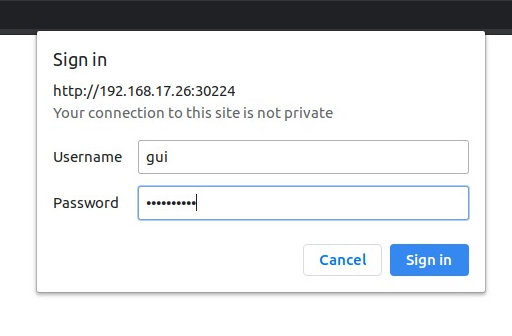 Sign in
http://192.168.17.26:30224
Your connection to this site is not private
Username gui
Password ••••••••••
Cancel Sign in